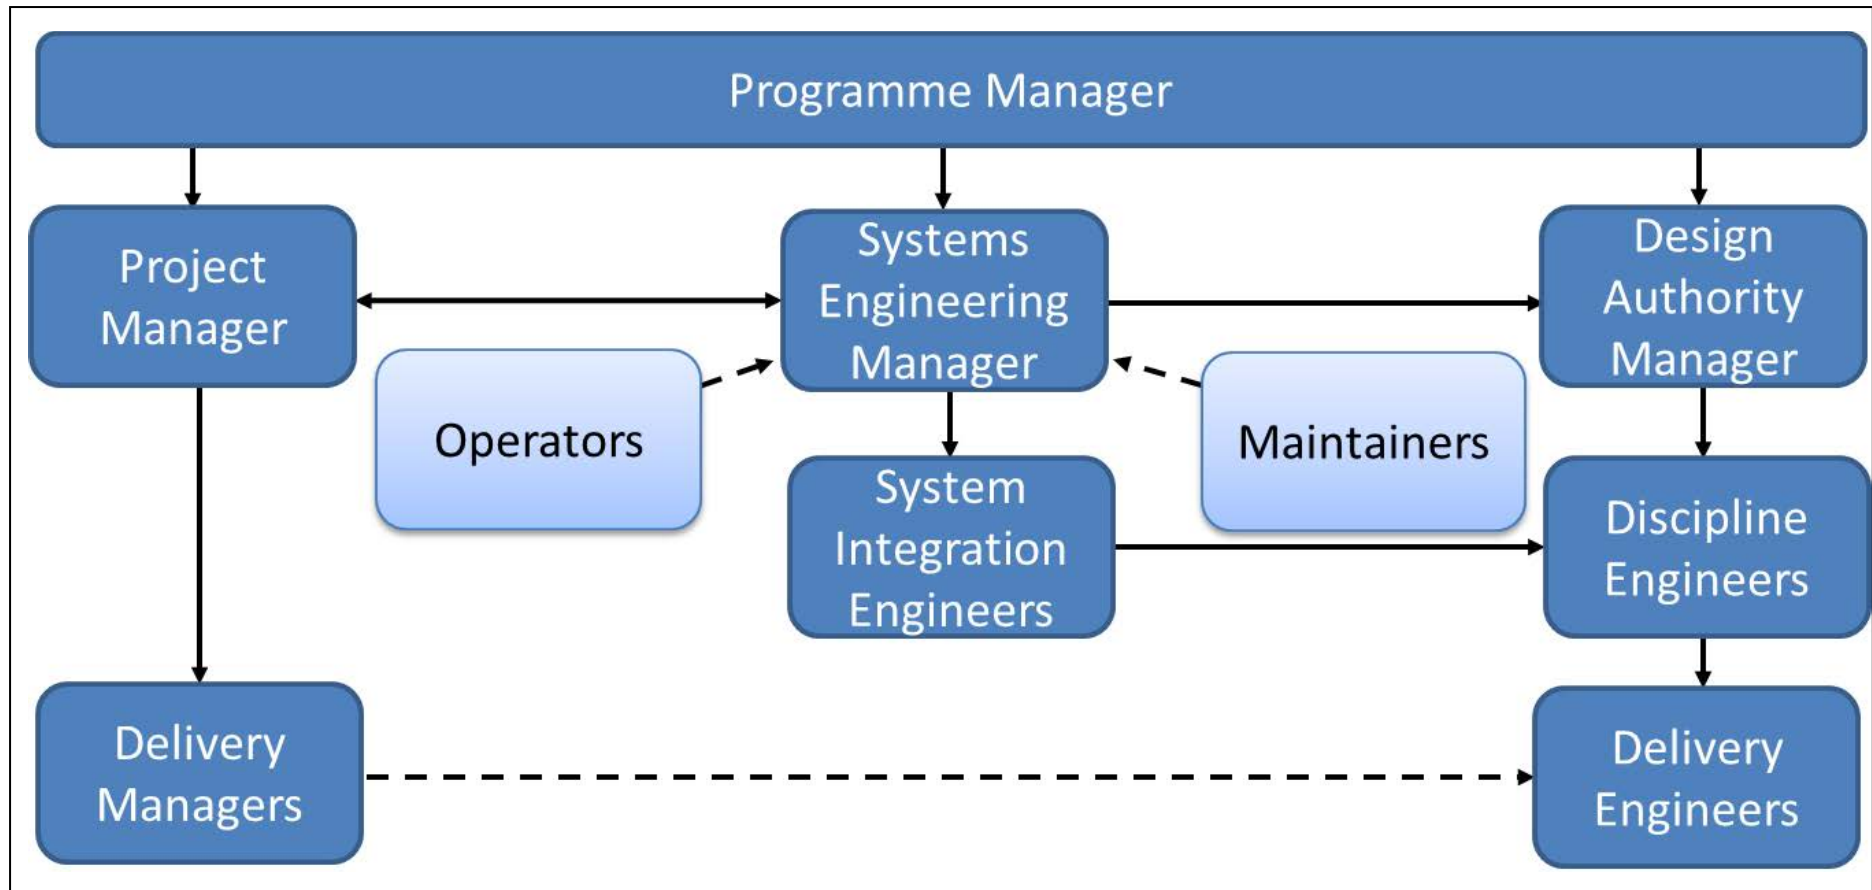 Programme Manager
Project
Manager
Systems
Engineering
Manager
Design
Authority
Manager
Operators
Maintainers
System
Integration
Engineers
Discipline
Engineers
Delivery
Managers
Delivery
Engineers